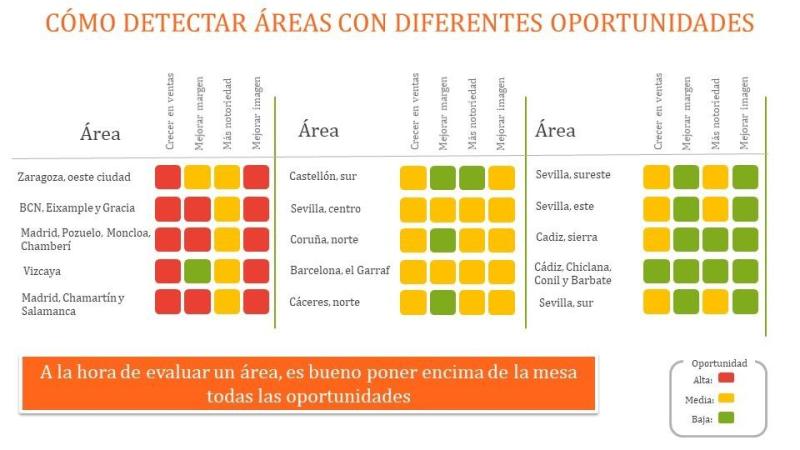 CÓMO DETECTAR ÁREAS CON DIFERENTES OPORTUNIDADES
Área
Crecer en ventas
Mejorar margen
Más notoriedad
Mejorar imagen
Zaragoza, oeste ciudad
BCN, Eixample y Gracia
Madrid, Pozuelo, Moncloa,
Chamberí
Vizcaya
Madrid, Chamartín y
Salamanca
Área
Crecer en ventas
Mejorar margen
Más notoriedad
Mejorar imagen
Castellón, sur
Sevilla, centro
Coruña, norte
Barcelona, el Garraf
Cáceres, norte
Área
Crecer en ventas
Mejorar margen
Más notoriedad
Mejorar imagen
Sevilla, sureste
Sevilla, este
Cadiz, sierra
Cádiz, Chiclana,
Conil y Barbate
Sevilla, sur
A la hora de evaluar un área, es bueno poner encima de la mesa
todas las oportunidades
Oportunidad
Alta:
Media:
Baja: